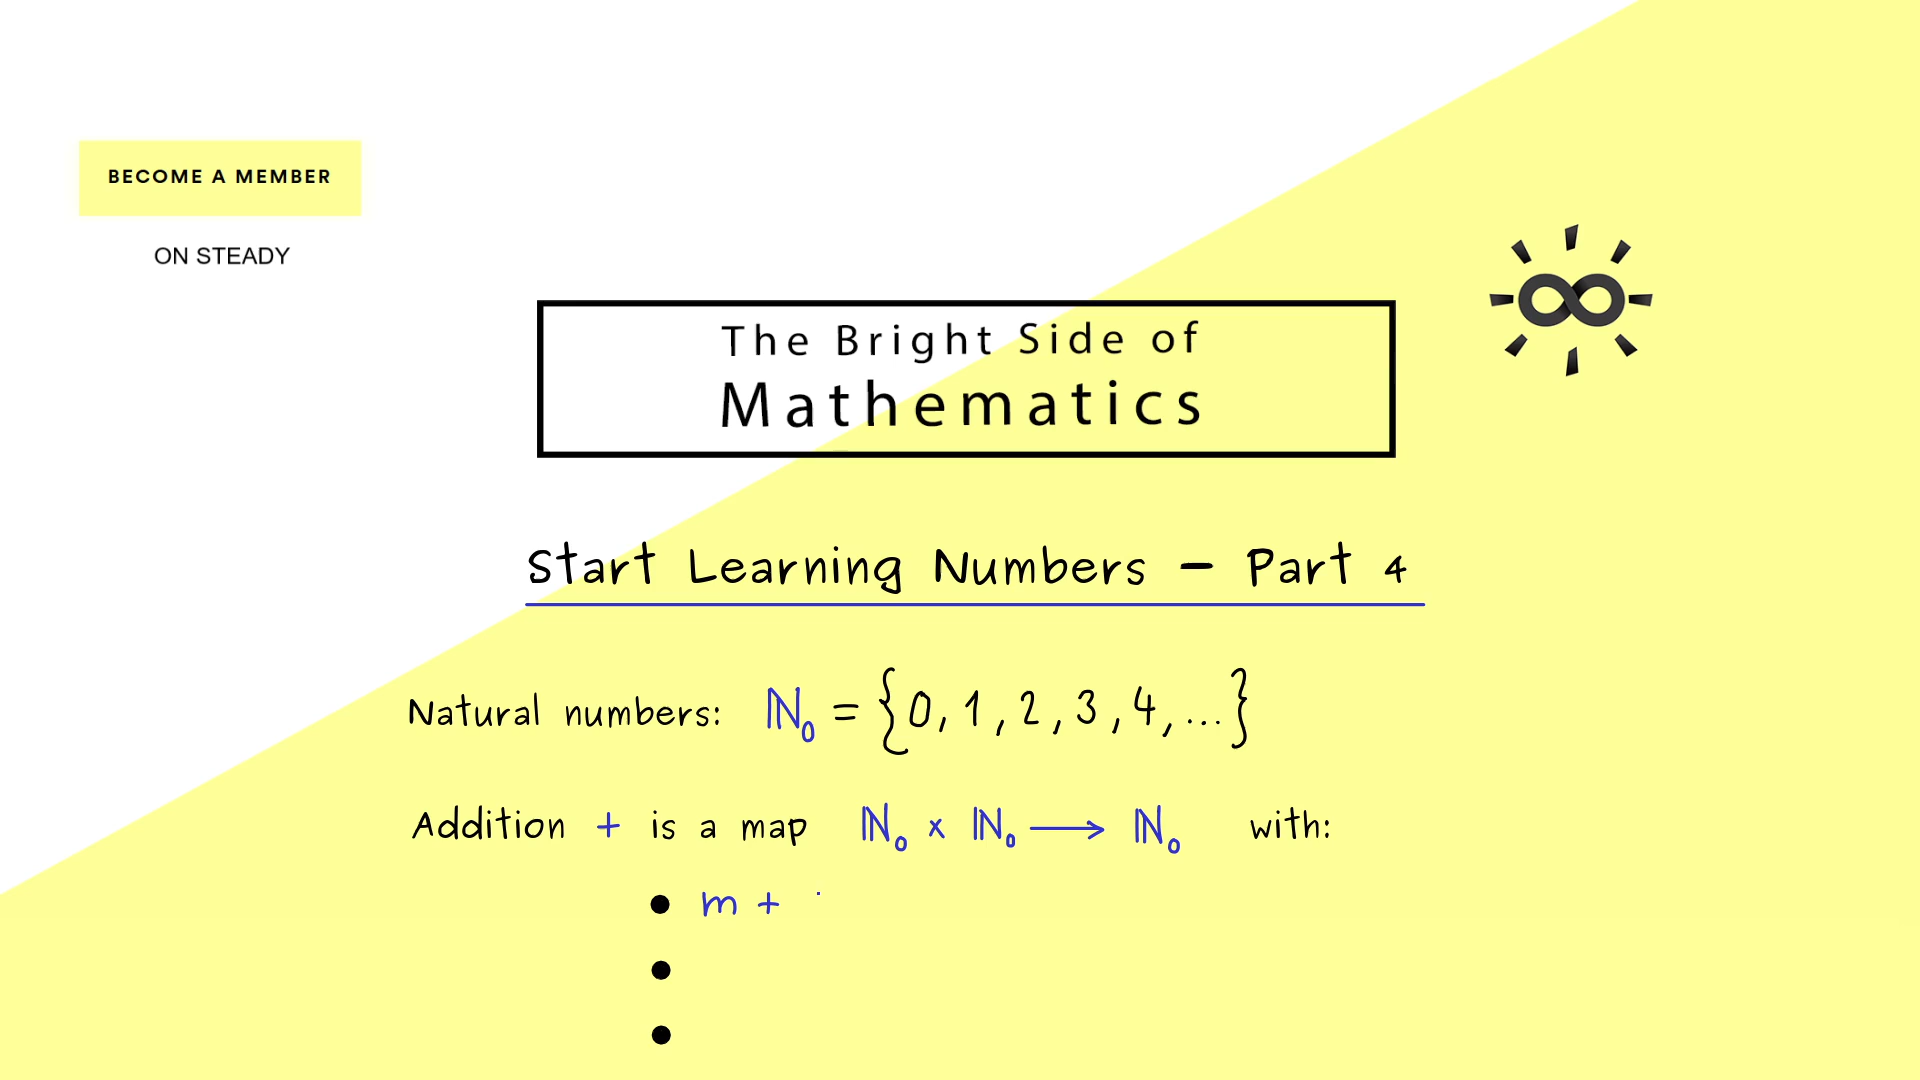 BECOME A MEMBER
ON STEADY
The Bright Side of
Mathematics
Start Learning Numbers – Part 4
Natural numbers: ℕ₀ = {0, 1, 2, 3, 4, ...}
Addition + is a map ℕ₀ × ℕ₀ ⟶ ℕ₀ with:
● m +
●
●